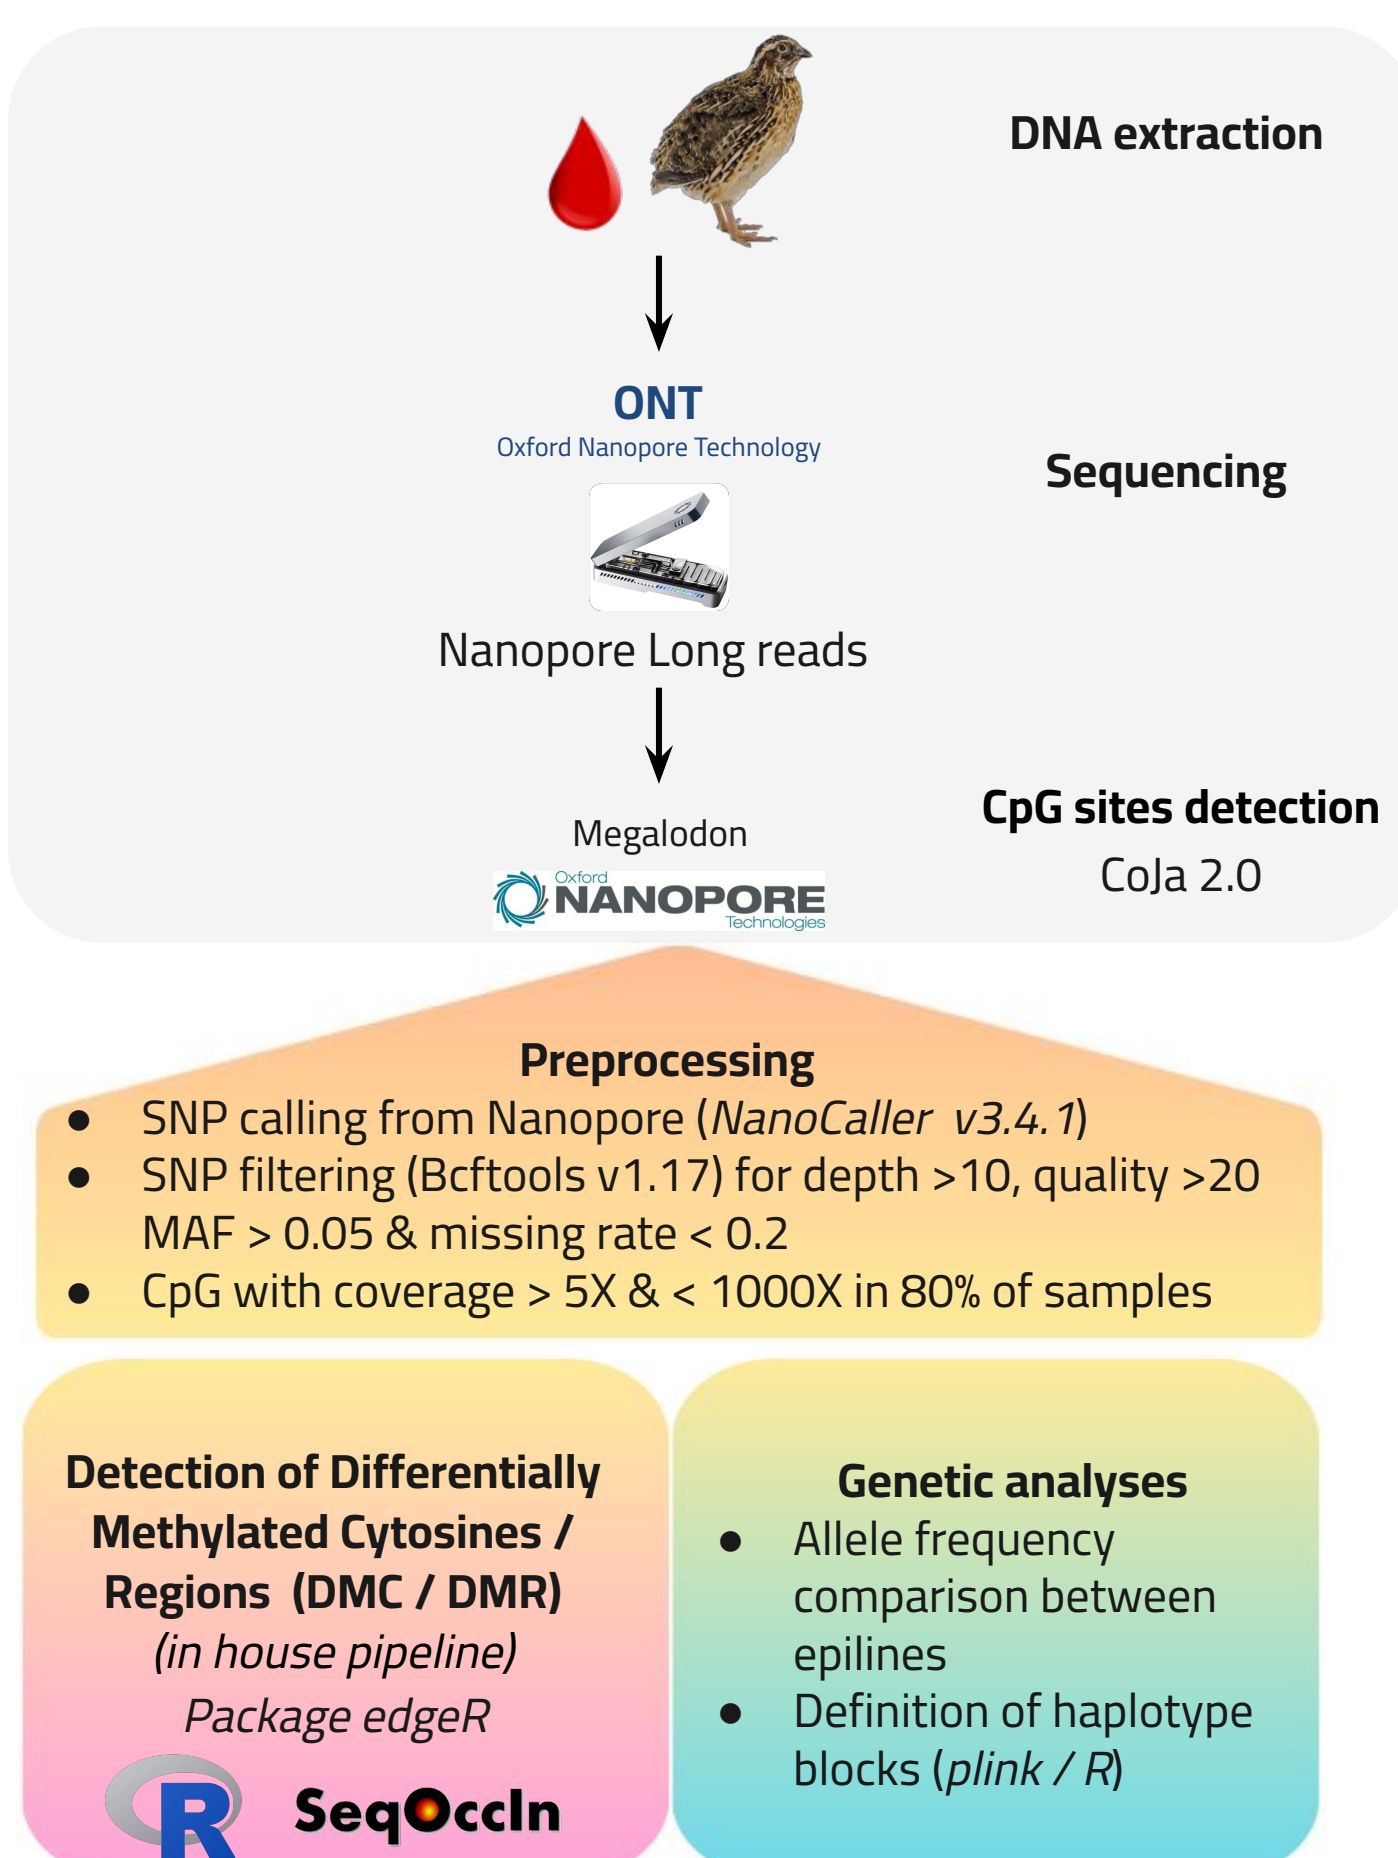 DNA extraction
ONT
Oxford Nanopore Technology
Sequencing
Nanopore Long reads
Megalodon
Oxford
NANOPORE
Technologies
CpG sites detection
CoJa 2.0
Preprocessing
● SNP calling from Nanopore (NanoCaller v3.4.1)
● SNP filtering (Bcftools v1.17) for depth >10, quality >20
MAF > 0.05 & missing rate < 0.2
● CpG with coverage > 5X & < 1000X in 80% of samples
Detection of Differentially
Methylated Cytosines /
Regions (DMC / DMR)
(in house pipeline)
Package edgeR
R
SeqOccIn
Genetic analyses
● Allele frequency
comparison between
epilines
● Definition of haplotype
blocks (plink / R)